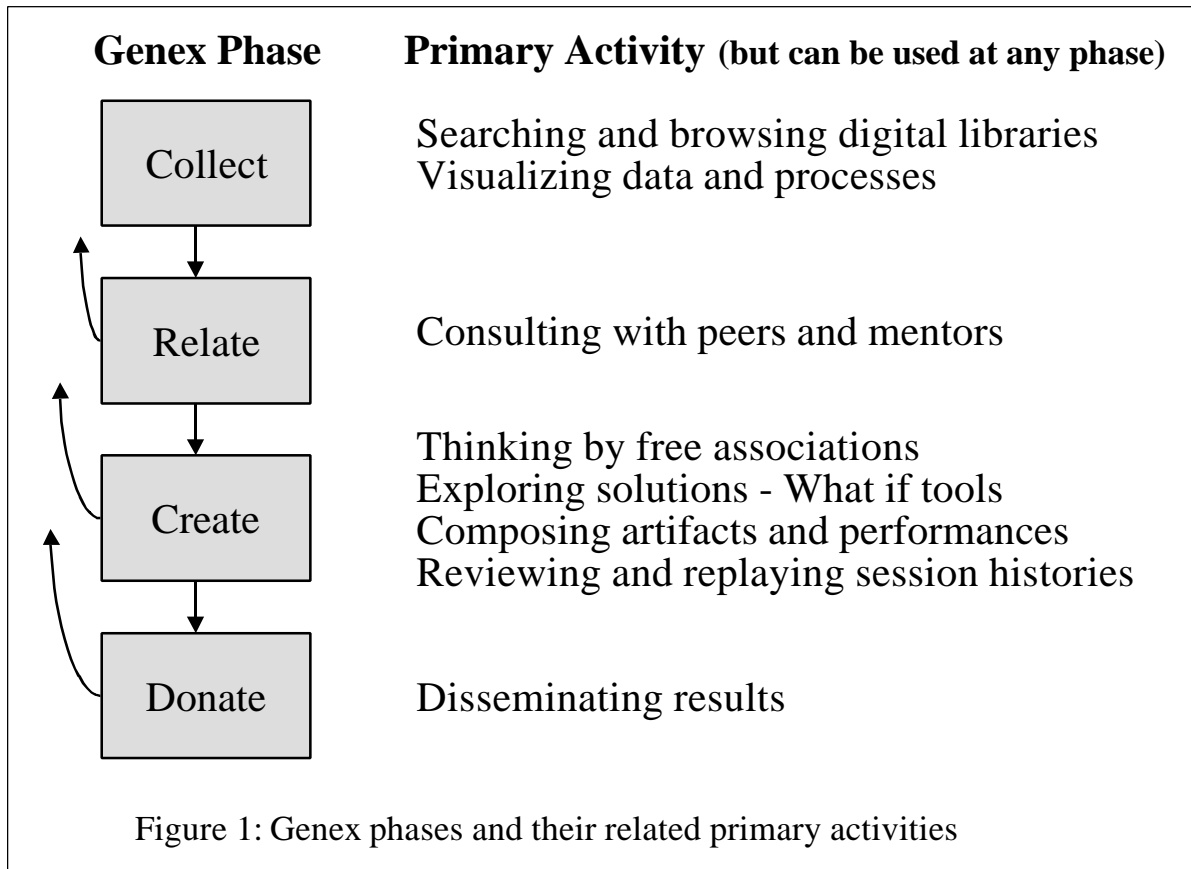 Genex Phase Primary Activity (but can be used at any phase)
Collect
Searching and browsing digital libraries
Visualizing data and processes
Relate
Consulting with peers and mentors
Create
Thinking by free associations
Exploring solutions - What if tools
Composing artifacts and performances
Reviewing and replaying session histories
Donate
Disseminating results
Figure 1: Genex phases and their related primary activities